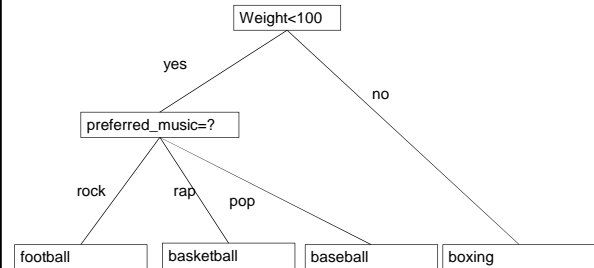 Weight<100
yes
no
preferred_music=?
rock
rap
pop
football
basketball
baseball
boxing